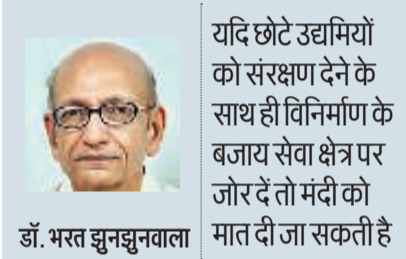 डॉ. भरत झुनझुनवाला
यदि छोटे उद्यमियों
को संरक्षण देने के
साथ ही विनिर्माण के
बजाय सेवा क्षेत्र पर
जोर दें तो मंदी को
मात दी जा सकती है